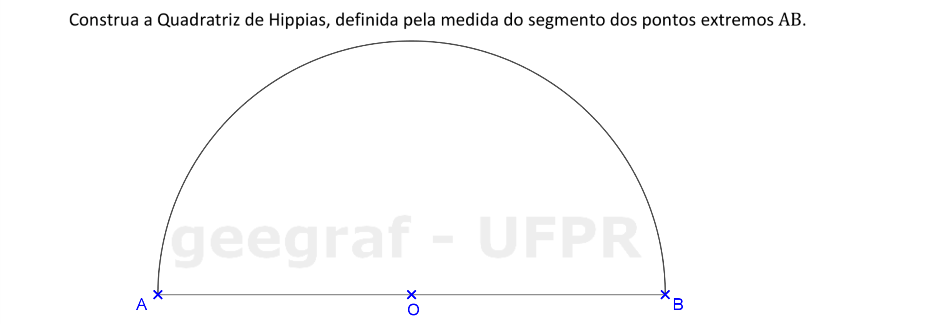 Construa a Quadratriz de Hippias, definida pela medida do segmento dos pontos extremos AB.
geegraf - UFPR
A
O
B